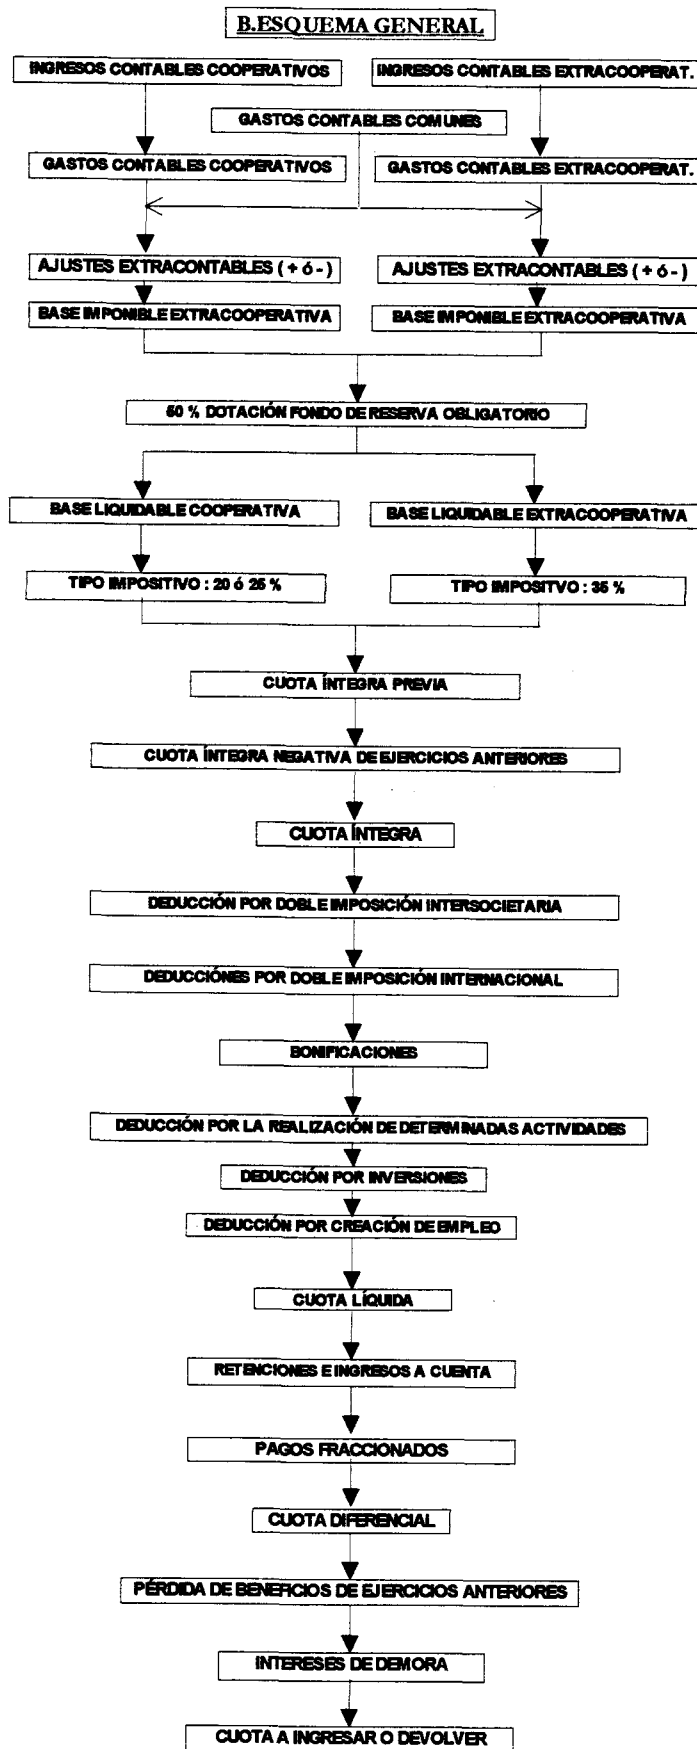 B.ESQUEMA GENERAL
INGRESOS CONTABLES COOPERATIVOS
INGRESOS CONTABLES EXTRACOOPERAT.
GASTOS CONTABLES COMUNES
GASTOS CONTABLES COOPERATIVOS
GASTOS CONTABLES EXTRACOOPERAT.
AJUSTES EXTRACONTABLES ( + ó - )
AJUSTES EXTRACONTABLES ( + ó - )
BASE IMPONIBLE EXTRACOOPERATIVA
BASE IMPONIBLE EXTRACOOPERATIVA
50 % DOTACIÓN FONDO DE RESERVA OBLIGATORIO
BASE LIQUIDABLE COOPERATIVA
BASE LIQUIDABLE EXTRACOOPERATIVA
TIPO IMPOSITIVO : 20 ó 25 %
TIPO IMPOSITVO : 35 %
CUOTA ÍNTEGRA PREVIA
CUOTA ÍNTEGRA NEGATIVA DE EJERCICIOS ANTERIORES
CUOTA ÍNTEGRA
DEDUCCIÓN POR DOBLE IMPOSICIÓN INTERSOCIETARIA
DEDUCCIÓNES POR DOBLE IMPOSICIÓN INTERNACIONAL
BONIFICACIONES
DEDUCCIÓN POR LA REALIZACIÓN DE DETERMINADAS ACTIVIDADES
DEDUCCIÓN POR INVERSIONES
DEDUCCIÓN POR CREACIÓN DE EMPLEO
CUOTA LÍQUIDA
RETENCIONES E INGRESOS A CUENTA
PAGOS FRACCIONADOS
CUOTA DIFERENCIAL
PÉRDIDA DE BENEFICIOS DE EJERCICIOS ANTERIORES
INTERESES DE DEMORA
CUOTA A INGRESAR O DEVOLVER